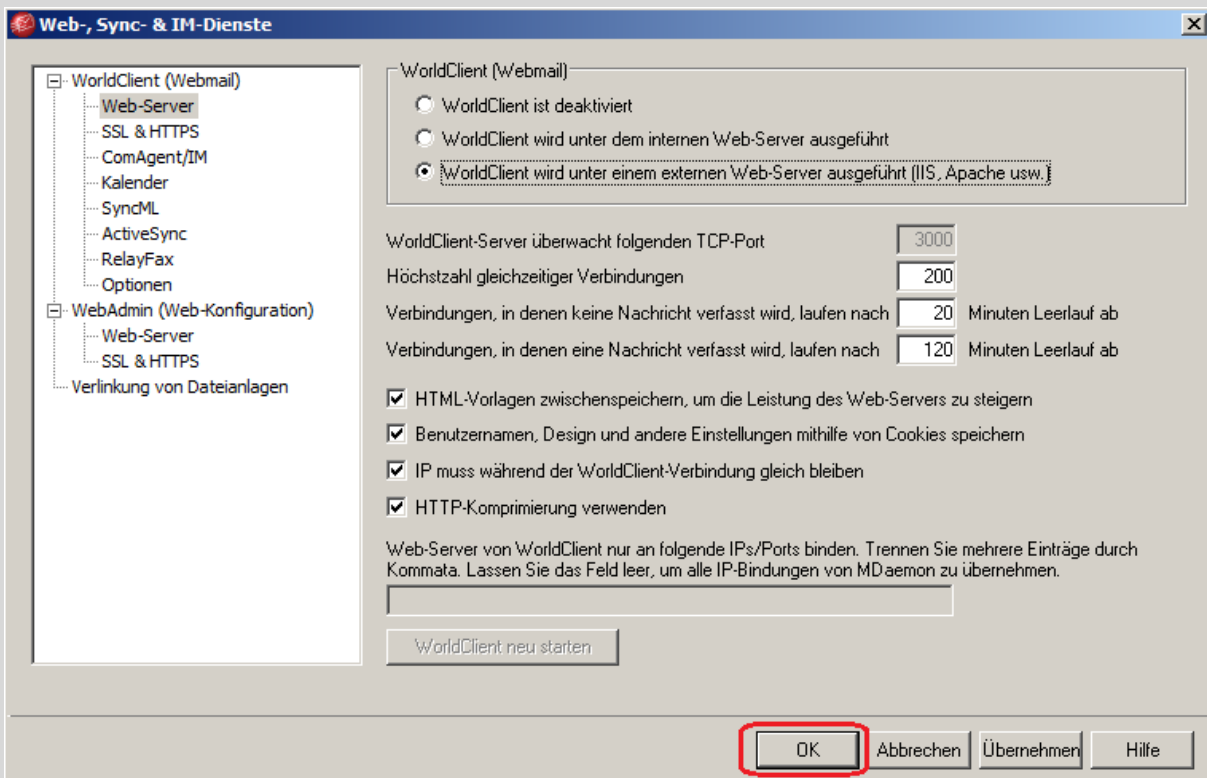 Web-, Sync- & IM-Dienste
WorldClient (Webmail)
Web-Server
SSL & HTTPS
ComAgent/IM
Kalender
SyncML
ActiveSync
RelayFax
Optionen
WebAdmin (Web-Konfiguration)
Web-Server
SSL & HTTPS
Verlinkung von Dateianlagen
WorldClient (Webmail)
WorldClient ist deaktiviert
WorldClient wird unter dem internen Web-Server ausgeführt
WorldClient wird unter einem externen Web-Server ausgeführt (IIS, Apache usw.)
WorldClient-Server überwacht folgenden TCP-Port 3000
Höchstzahl gleichzeitiger Verbindungen 200
Verbindungen, in denen keine Nachricht verfasst wird, laufen nach 20 Minuten Leerlauf ab
Verbindungen, in denen eine Nachricht verfasst wird, laufen nach 120 Minuten Leerlauf ab
HTML-Vorlagen zwischenspeichern, um die Leistung des Web-Servers zu steigern
Benutzernamen, Design und andere Einstellungen mithilfe von Cookies speichern
IP muss während der WorldClient-Verbindung gleich bleiben
HTTP-Komprimierung verwenden
Web-Server von WorldClient nur an folgende IPs/Ports binden. Trennen Sie mehrere Einträge durch
Kommata. Lassen Sie das Feld leer, um alle IP-Bindungen von MDaemon zu übernehmen.
WorldClient neu starten
OK Abbrechen Übernehmen Hilfe